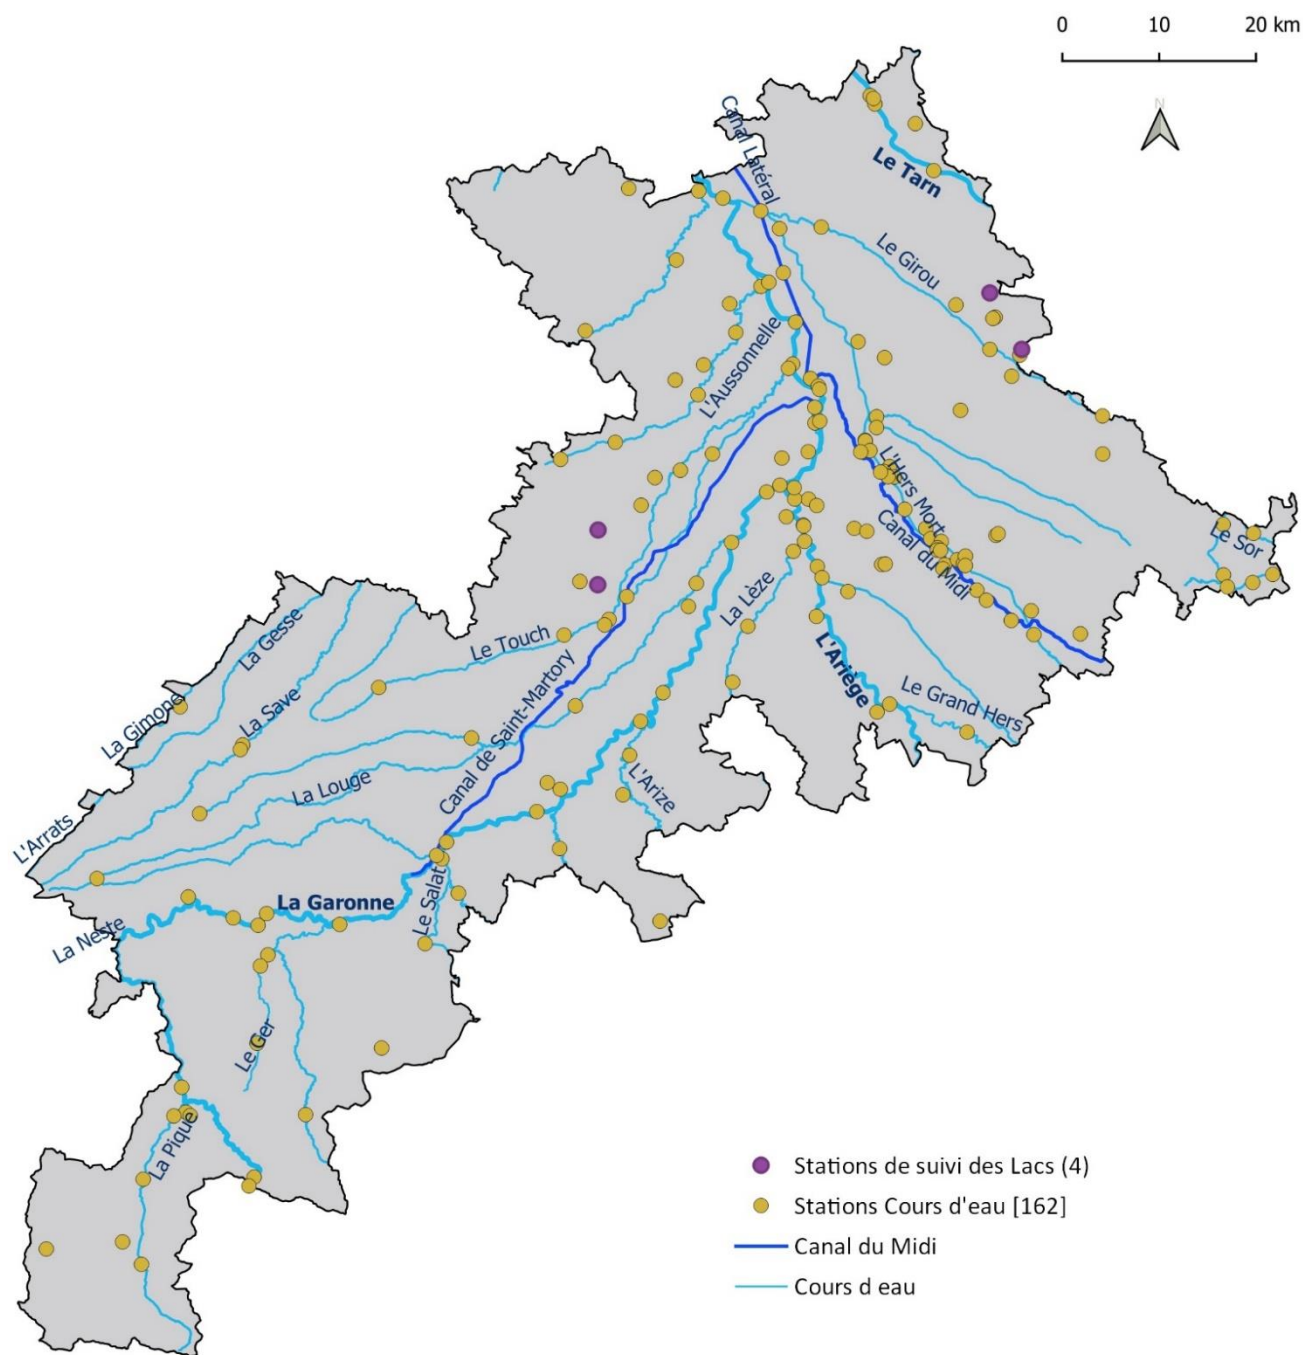 0 10 20 km
N
Canal Latéral
Le Tarn
Le Girou
L'Aussonnelle
L'Hers Mort
Canal du Midi
Le Sor
La Lèze
Le Touch
La Gesse
La Save
La Gimone
L'Ariège
Le Grand Hers
Canal de Saint-Martory
La Louge
L'Arize
L'Arrats
La Garonne
Le Salat
La Neste
Le Ger
La Pique
Stations de suivi des Lacs (4)
Stations Cours d'eau [162]
Canal du Midi
Cours d eau